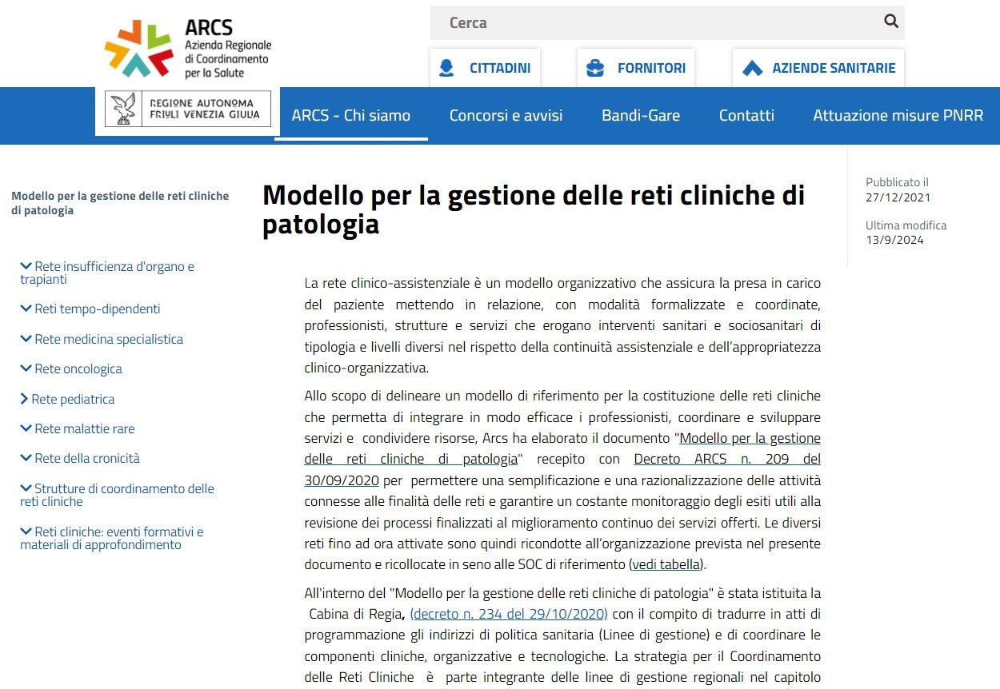 ARCS
Azienda Regionale
di Coordinamento
per la Salute
Cerca
CITTADINI
FORNITORI
AZIENDE SANITARIE
REGIONE AUTONOMA
FRIULI VENEZIA GIULIA
ARCS - Chi siamo
Concorsi e avvisi
Bandi-Gare
Contatti
Attuazione misure PNRR
Modello per la gestione delle reti cliniche
di patologia
Rete insufficienza d'organo e
trapianti
Reti tempo-dipendenti
Rete medicina specialistica
Rete oncologica
Rete pediatrica
Rete malattie rare
Rete della cronicità
Strutture di coordinamento delle
reti cliniche
Reti cliniche: eventi formativi e
materiali di approfondimento
Modello per la gestione delle reti cliniche di
patologia
La rete clinico-assistenziale è un modello organizzativo che assicura la presa in carico
del paziente mettendo in relazione, con modalità formalizzate e coordinate,
professionisti, strutture e servizi che erogano interventi sanitari e sociosanitari di
tipologia e livelli diversi nel rispetto della continuità assistenziale e dell’appropriatezza
clinico-organizzativa.
Allo scopo di delineare un modello di riferimento per la costituzione delle reti cliniche
che permetta di integrare in modo efficace i professionisti, coordinare e sviluppare
servizi e condividere risorse, Arcs ha elaborato il documento "Modello per la gestione
delle reti cliniche di patologia" recepito con Decreto ARCS n. 209 del
30/09/2020 per permettere una semplificazione e una razionalizzazione delle attività
connesse alle finalità delle reti e garantire un costante monitoraggio degli esiti utili alla
revisione dei processi finalizzati al miglioramento continuo dei servizi offerti. Le diversi
reti fino ad ora attivate sono quindi ricondotte all’organizzazione prevista nel presente
documento e ricollocate in seno alle SOC di riferimento (vedi tabella).
All'interno del "Modello per la gestione delle reti cliniche di patologia" è stata istituita la
Cabina di Regia, (decreto n. 234 del 29/10/2020) con il compito di tradurre in atti di
programmazione gli indirizzi di politica sanitaria (Linee di gestione) e di coordinare le
componenti cliniche, organizzative e tecnologiche. La strategia per il Coordinamento
delle Reti Cliniche è parte integrante delle linee di gestione regionali nel capitolo
Pubblicato il
27/12/2021
Ultima modifica
13/9/2024